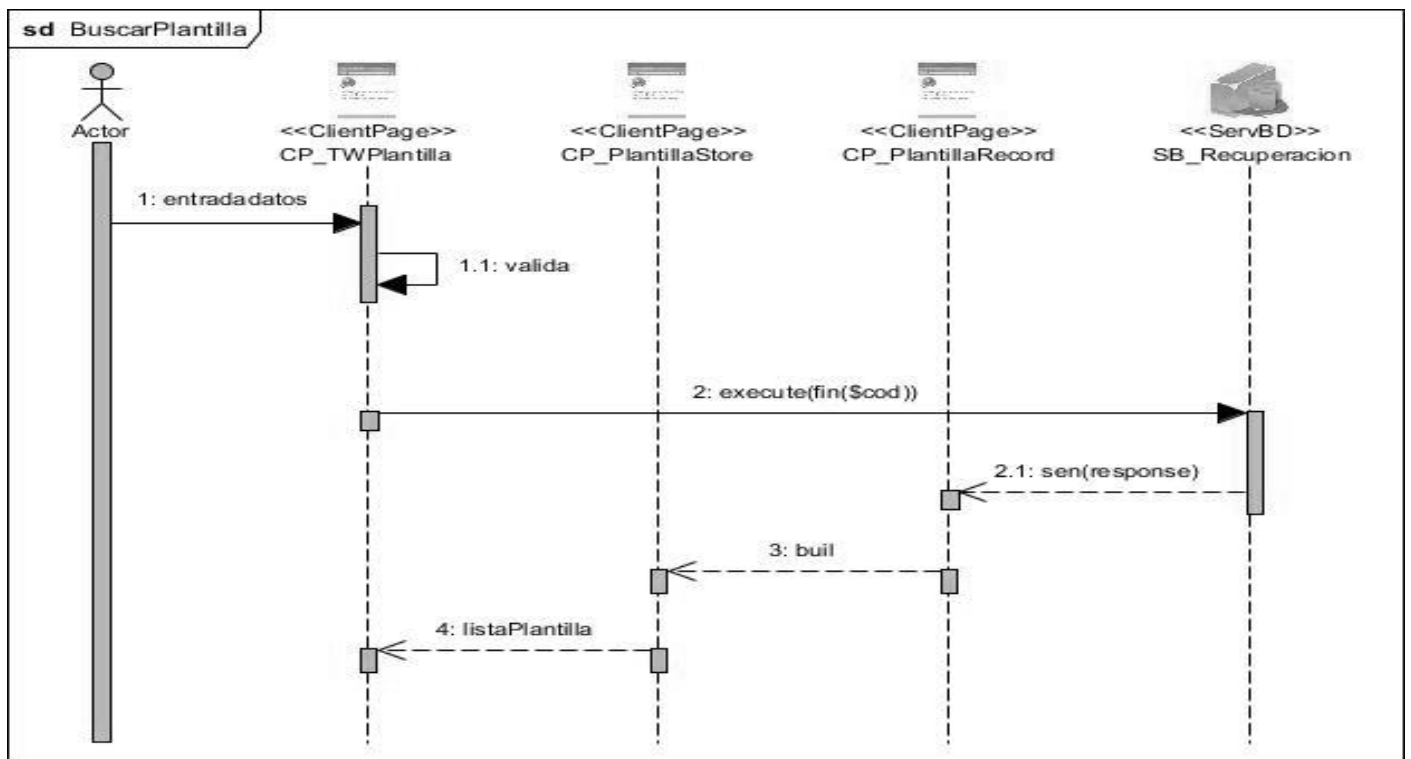 sd BuscarPlantilla
Actor
<<ClientPage>>
CP_TWPlantilla
<<ClientPage>>
CP_PlantillaStore
<<ClientPage>>
CP_PlantillaRecord
<<ServBD>>
SB_Recuperacion
1: entradadatos
1.1: valida
2: execute(fin($cod))
2.1: sen(response)
3: buil
4: listaPlantilla